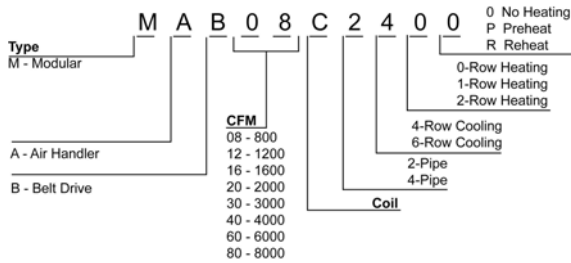 M A B 0 8 C 2 4 0 0
0 No Heating
P Preheat
R Reheat
Type
M - Modular
0-Row Heating
1-Row Heating
2-Row Heating
CFM
08 - 800
12 - 1200
16 - 1600
20 - 2000
30 - 3000
40 - 4000
60 - 6000
80 - 8000
4-Row Cooling
6-Row Cooling
A - Air Handler
2-Pipe
4-Pipe
B - Belt Drive
Coil